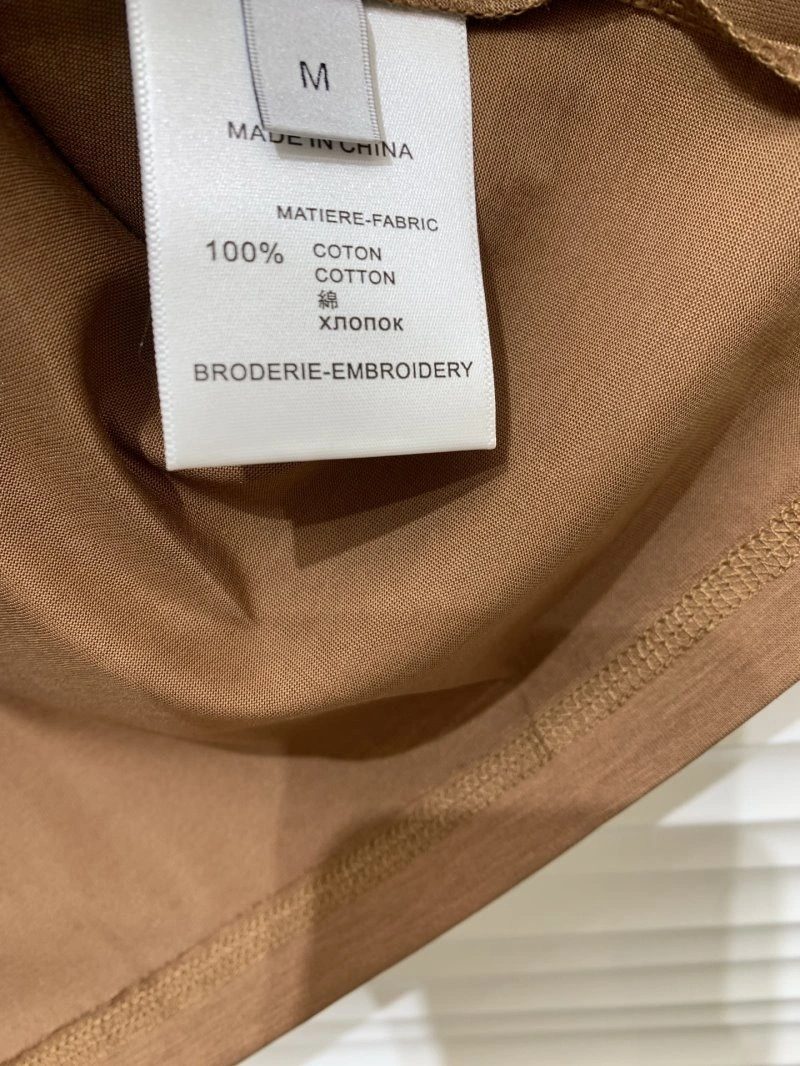 M
MADE IN CHINA
MATIERE-FABRIC
100% COTON
COTTON
綿
хлопок
BRODERIE-EMBROIDERY